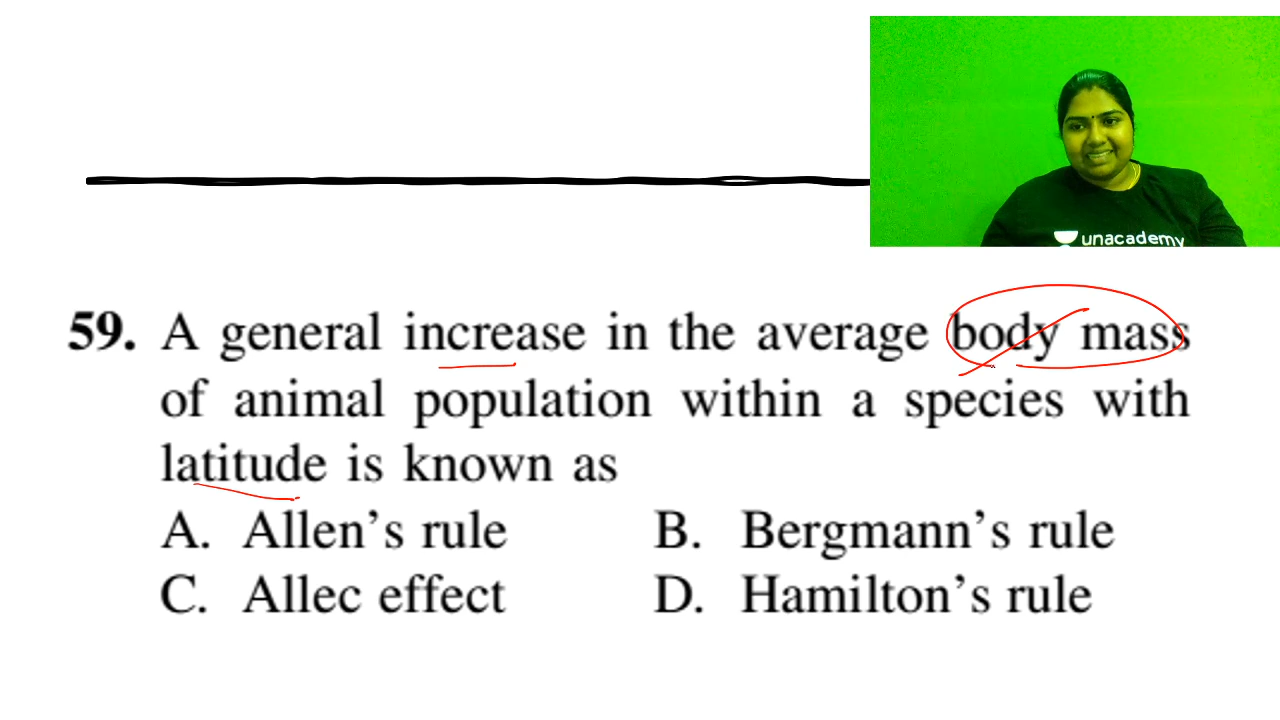 unacademy
59. A general increase in the average body mass
of animal population within a species with
latitude is known as
A. Allen's rule B. Bergmann's rule
C. Allec effect D. Hamilton's rule